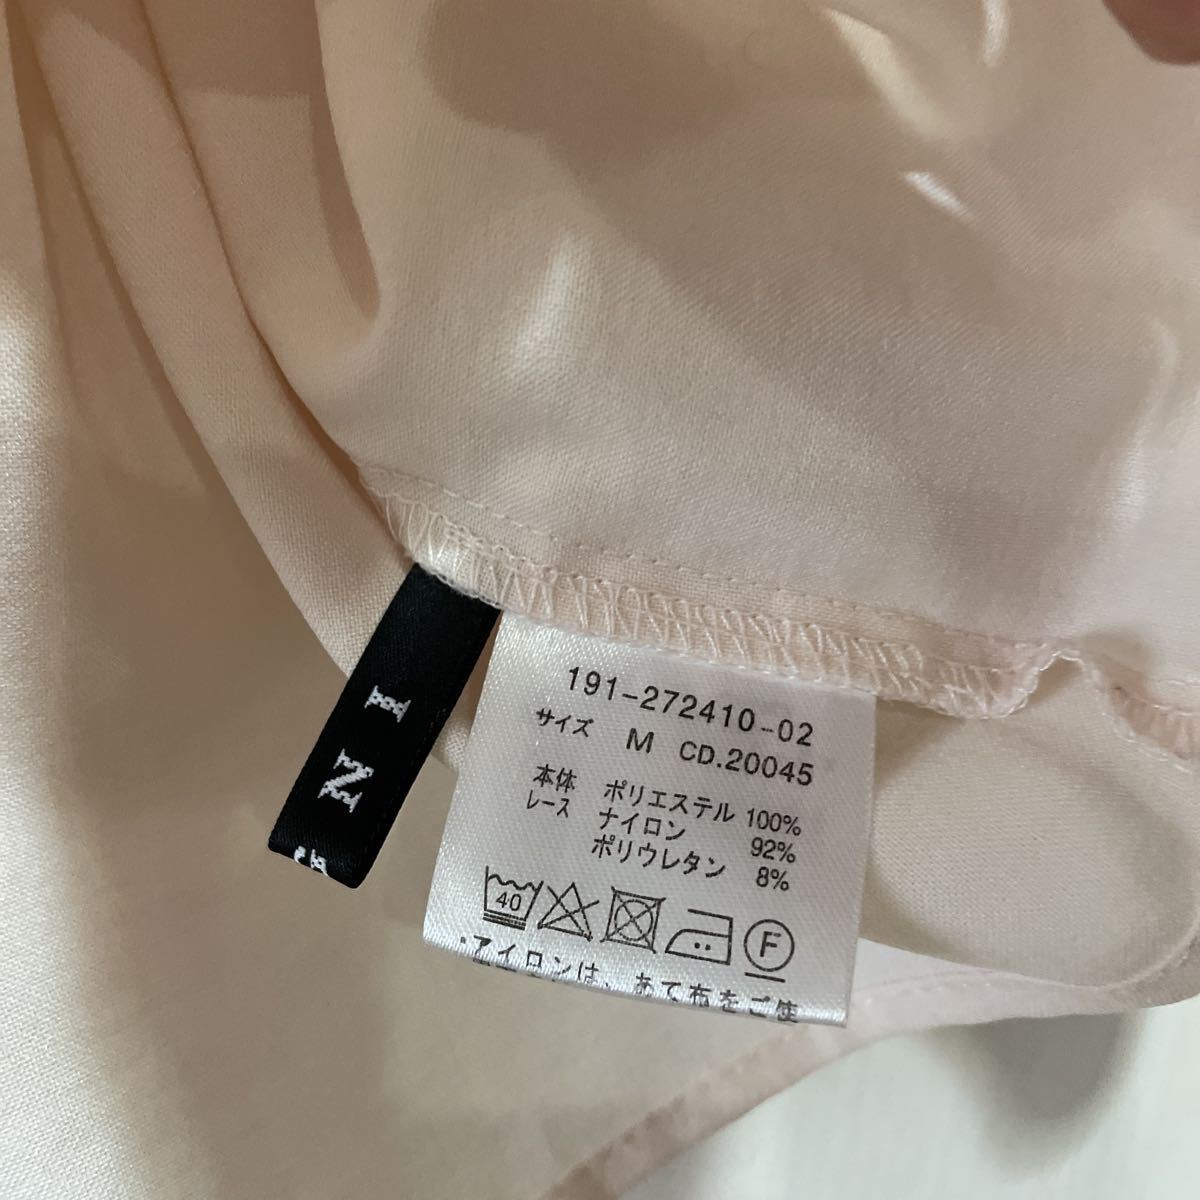 191-272410-02
サイズ M CD.20045
本体 ポリエステル 100%
レース ナイロン 92%
ポリウレタン 8%
40 F
・アイロンは、あて布をご使
I N